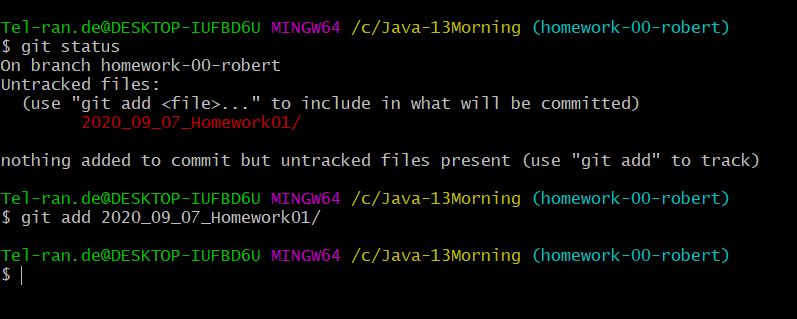 Tel-ran.de@DESKTOP-IUFBD6U MINGW64 /c/Java-13Morning (homework-00-robert)
$ git status
On branch homework-00-robert
Untracked files:
  (use "git add <file>..." to include in what will be committed)
        2020_09_07_Homework01/

nothing added to commit but untracked files present (use "git add" to track)

Tel-ran.de@DESKTOP-IUFBD6U MINGW64 /c/Java-13Morning (homework-00-robert)
$ git add 2020_09_07_Homework01/

Tel-ran.de@DESKTOP-IUFBD6U MINGW64 /c/Java-13Morning (homework-00-robert)
$